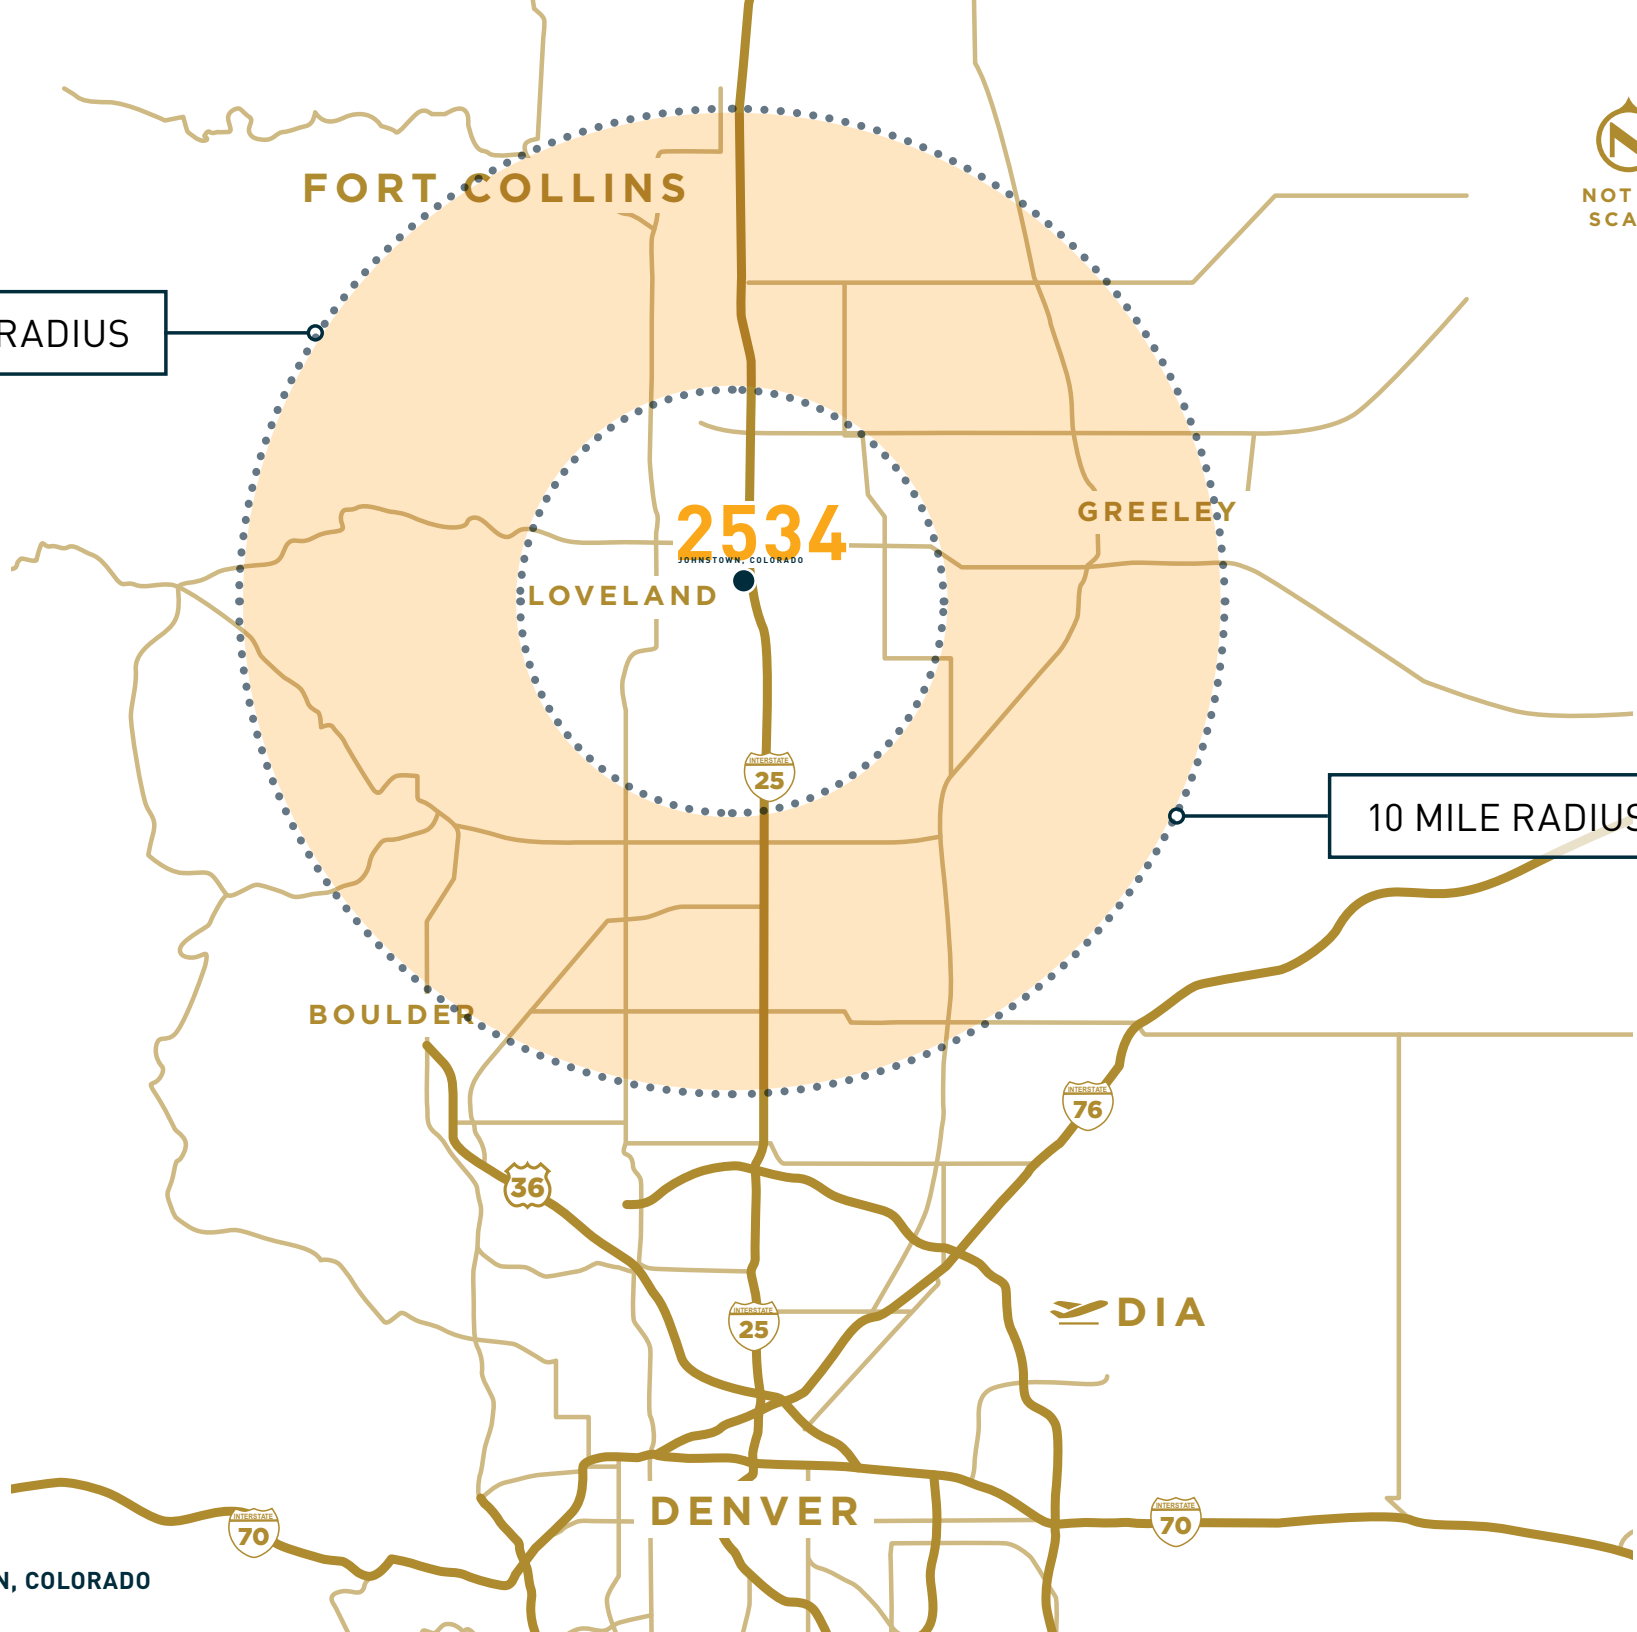 FORT COLLINS
NOT
SCA
RADIUS
GREELEY
2534
JOHNSTOWN, COLORADO
LOVELAND
INTERSTATE
25
10 MILE RADIUS
BOULDER
INTERSTATE
76
36
INTERSTATE
25
DIA
DENVER
INTERSTATE
70
INTERSTATE
70
N, COLORADO